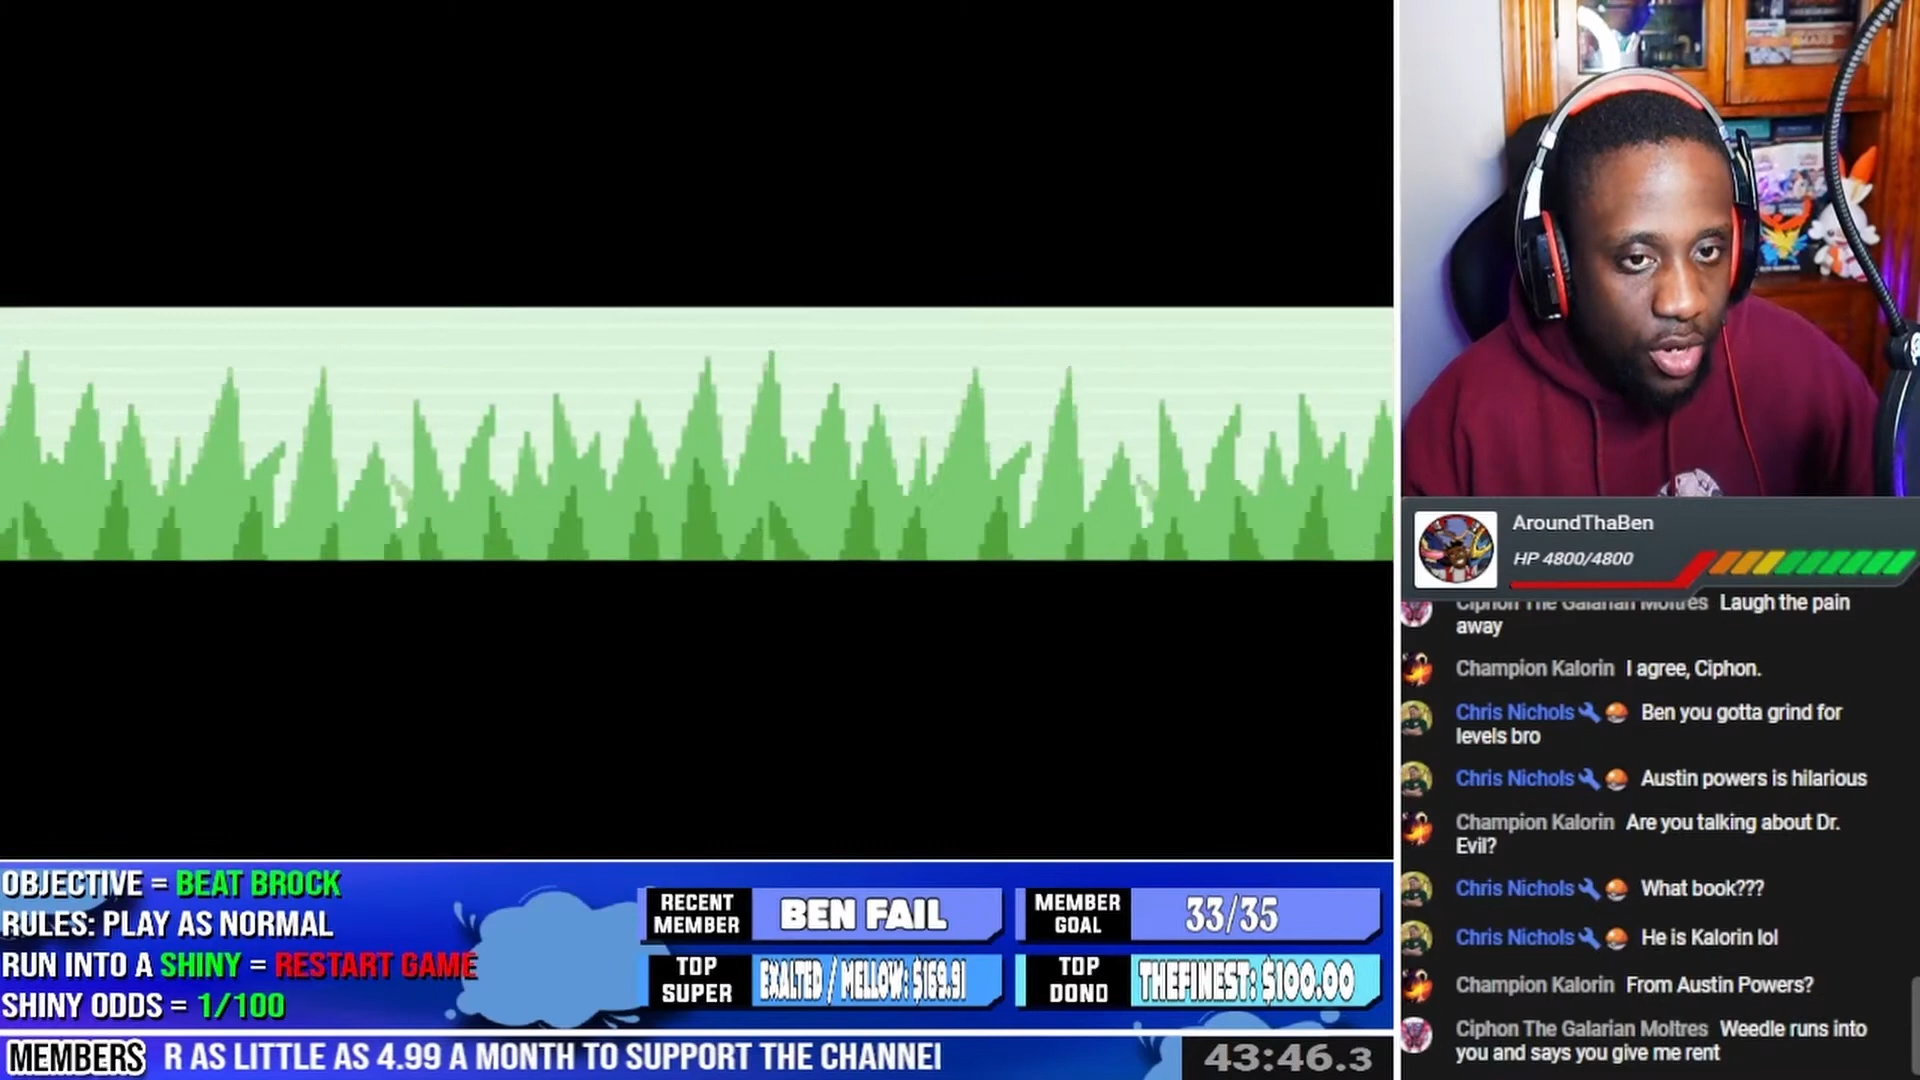 AroundThaBen
HP 4800/4800
Ciphon The Galarian Moltres Laugh the pain
away
Champion Kalorin I agree, Ciphon.
Chris Nichols Ben you gotta grind for
levels bro
Chris Nichols Austin powers is hilarious
Champion Kalorin Are you talking about Dr.
Evil?
Chris Nichols What book???
Chris Nichols He is Kalorin lol
Champion Kalorin From Austin Powers?
Ciphon The Galarian Moltres Weedle runs into
you and says you give me rent
OBJECTIVE = BEAT BROCK
RULES: PLAY AS NORMAL
RUN INTO A SHINY = RESTART GAME
SHINY ODDS = 1/100
RECENT
MEMBER
BEN FAIL
MEMBER
GOAL
33/35
TOP
SUPER
EXALTED / MELLOW: $169.91
TOP
DONO
THEFINEST: $100.00
MEMBERS
R AS LITTLE AS 4.99 A MONTH TO SUPPORT THE CHANNEL
43:46.3